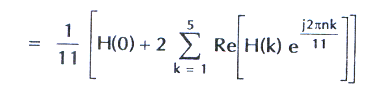 = 1/11 [ H(0) + 2 5∑k = 1 Re[ H(k) e^(j2πnk/11) ] ]